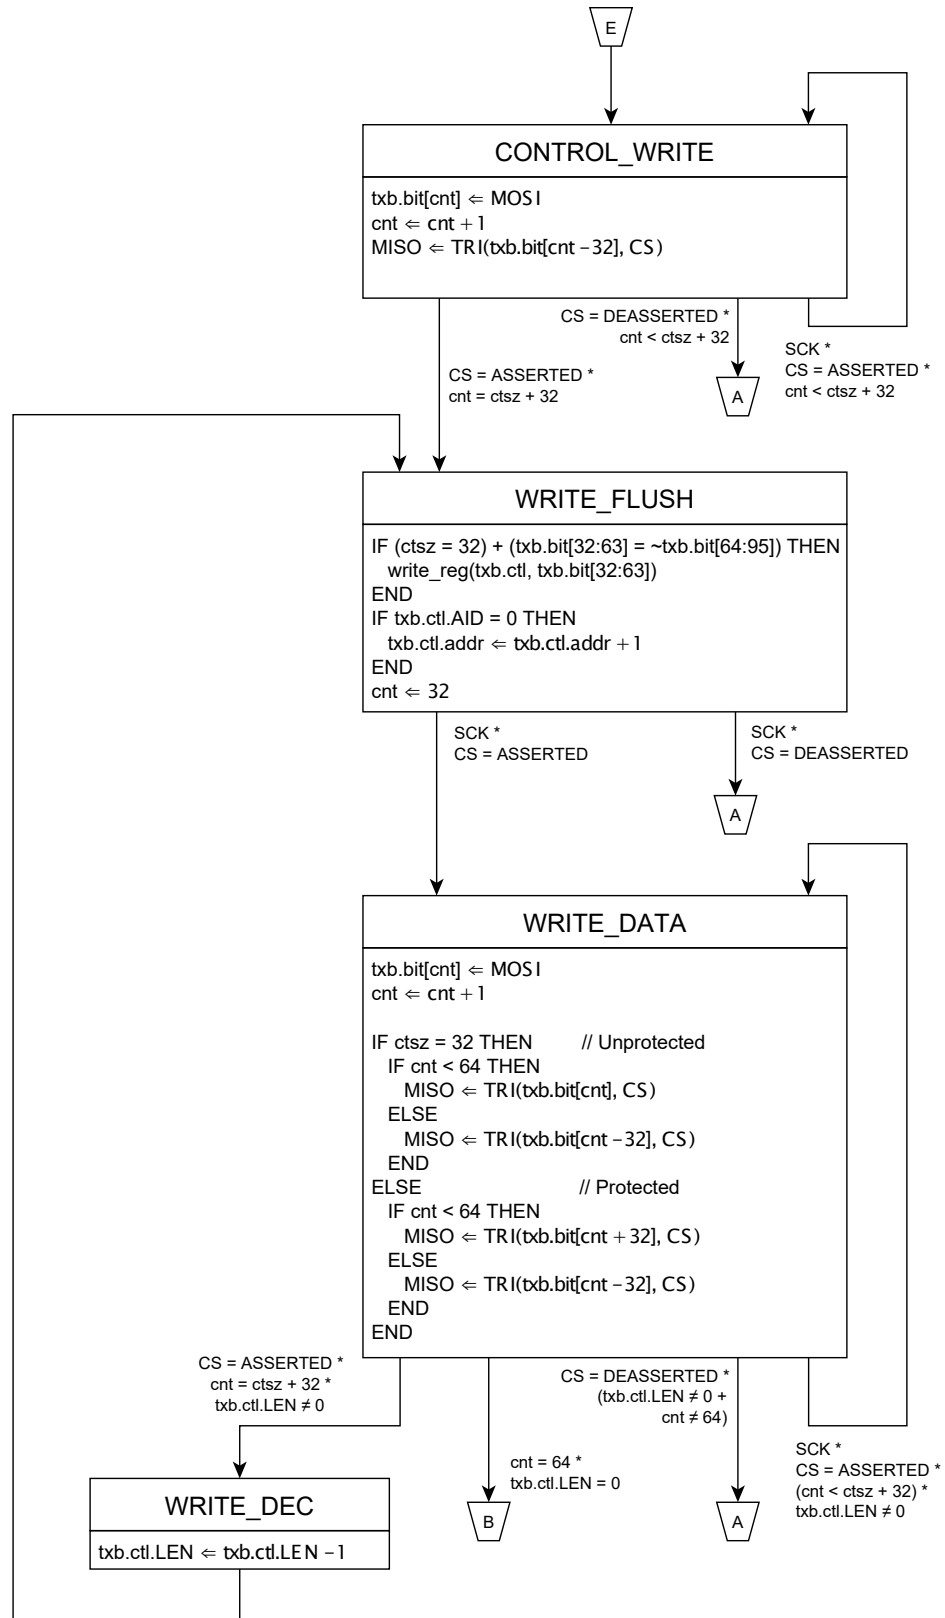 E
CONTROL_WRITE
txb.bit[cnt] ⇐ MOSI
cnt ⇐ cnt + 1
MISO ⇐ TRI(txb.bit[cnt - 32], CS)
CS = DEASSERTED *
cnt < ctsz + 32
SCK *
CS = ASSERTED *
cnt < ctsz + 32
CS = ASSERTED *
cnt = ctsz + 32
A
WRITE_FLUSH
IF (ctsz = 32) + (txb.bit[32:63] = ~txb.bit[64:95]) THEN
write_reg(txb.ctl, txb.bit[32:63])
END
IF txb.ctl.AID = 0 THEN
txb.ctl.addr ⇐ txb.ctl.addr + 1
END
cnt ⇐ 32
SCK *
CS = ASSERTED
SCK *
CS = DEASSERTED
A
WRITE_DATA
txb.bit[cnt] ⇐ MOSI
cnt ⇐ cnt + 1
IF ctsz = 32 THEN // Unprotected
IF cnt < 64 THEN
MISO ⇐ TRI(txb.bit[cnt], CS)
ELSE
MISO ⇐ TRI(txb.bit[cnt - 32], CS)
END
ELSE // Protected
IF cnt < 64 THEN
MISO ⇐ TRI(txb.bit[cnt + 32], CS)
ELSE
MISO ⇐ TRI(txb.bit[cnt - 32], CS)
END
END
CS = ASSERTED *
cnt = ctsz + 32 *
txb.ctl.LEN ≠ 0
cnt = 64 *
txb.ctl.LEN = 0
CS = DEASSERTED *
(txb.ctl.LEN ≠ 0 +
cnt ≠ 64)
SCK *
CS = ASSERTED *
(cnt < ctsz + 32) *
txb.ctl.LEN ≠ 0
B
A
WRITE_DEC
txb.ctl.LEN ⇐ txb.ctl.LEN - 1